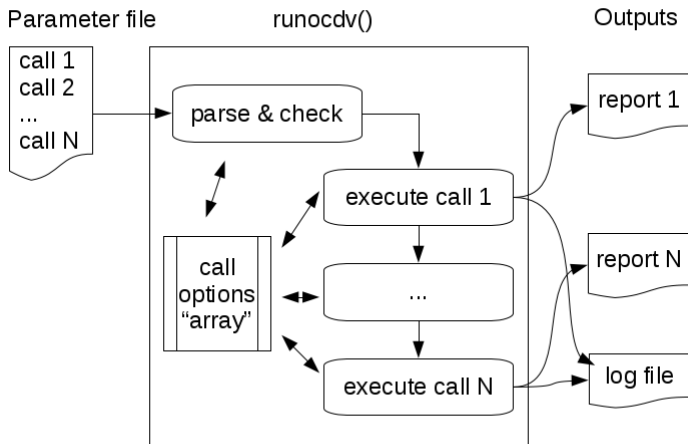 Parameter file
runocdv()
Outputs
call 1
call 2
...
call N
parse & check
report 1
execute call 1
call
options
“array”
...
report N
execute call N
log file